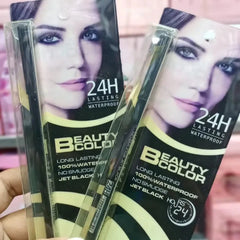 24H
LASTING
WATERPROOF
BEAUTY
COLOR
LONG LASTING
100% WATERPROOF
NO SMUDGE
JET BLACK
24H
LASTING
WATERPROOF
BEAUTY
COLOR
LONG LASTING
100% WATERPROOF
NO SMUDGE
JET BLACK
24